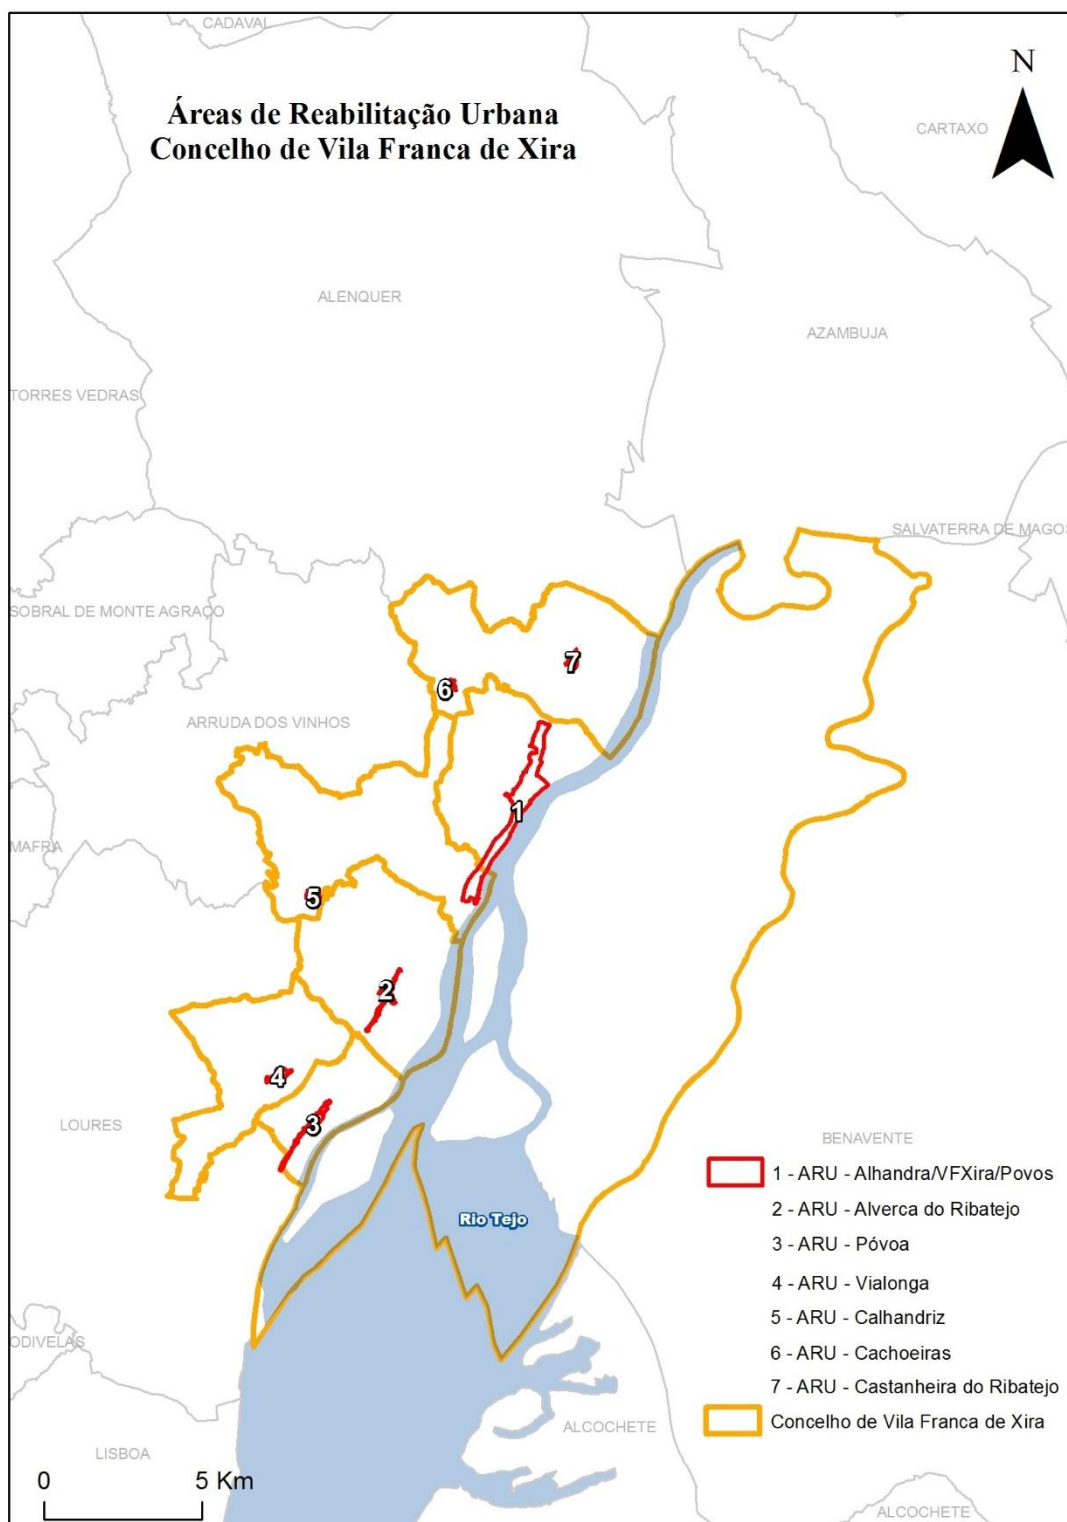 CADAVAL
N
Áreas de Reabilitação Urbana
Concelho de Vila Franca de Xira
CARTAXO
ALENQUER
AZAMBUJA
TORRES VEDRAS
SALVATERRA DE MAGOS
SOBRAL DE MONTE AGRAÇO
7
6
ARRUDA DOS VINHOS
1
MAFRA
5
2
4
3
LOURES
BENAVENTE
1 - ARU - Alhandra/VFXira/Povos
2 - ARU - Alverca do Ribatejo
Rio Tejo
3 - ARU - Póvoa
4 - ARU - Vialonga
5 - ARU - Calhandriz
ODIVELAS
6 - ARU - Cachoeiras
7 - ARU - Castanheira do Ribatejo
Concelho de Vila Franca de Xira
ALCOCHETE
LISBOA
0 5 Km
ALCOCHETE